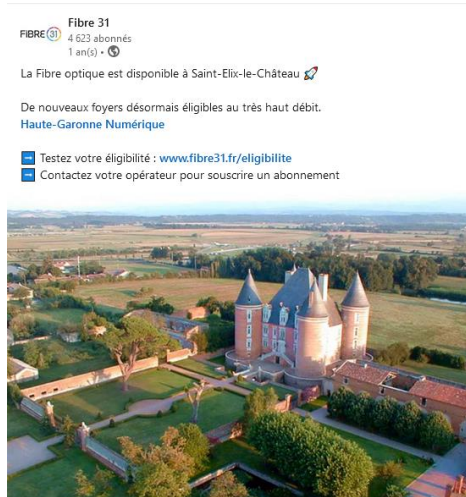 FiBRE 31
Fibre 31
4 623 abonnés
1 an(s) •
La Fibre optique est disponible à Saint-Elix-le-Château 🚀
De nouveaux foyers désormais éligibles au très haut débit.
Haute-Garonne Numérique
➡ Testez votre éligibilité : www.fibre31.fr/eligibilite
➡ Contactez votre opérateur pour souscrire un abonnement